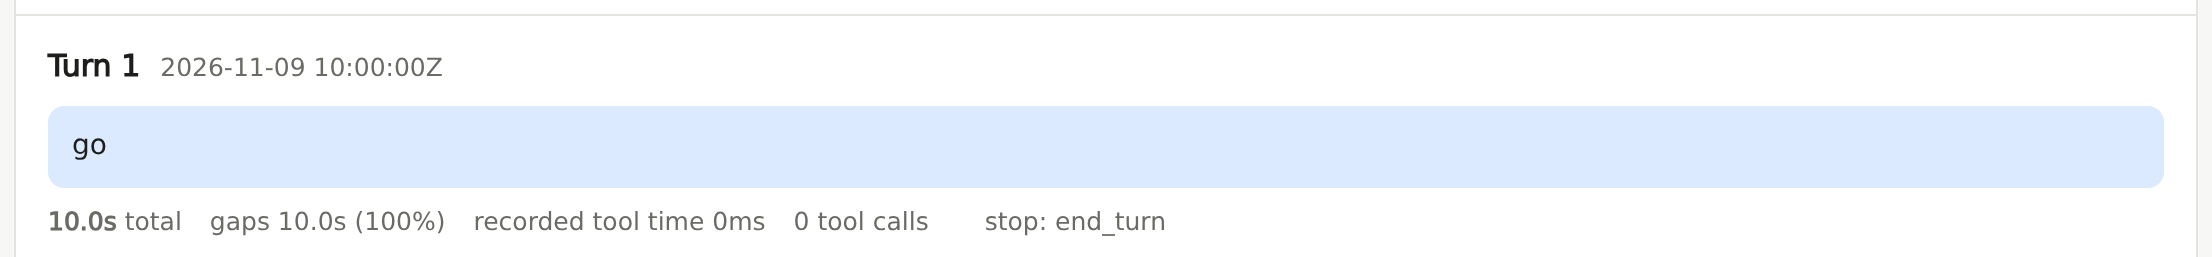 Turn 1 2026-11-09 10:00:00Z
go
10.0s total gaps 10.0s (100%) recorded tool time 0ms 0 tool calls stop: end_turn